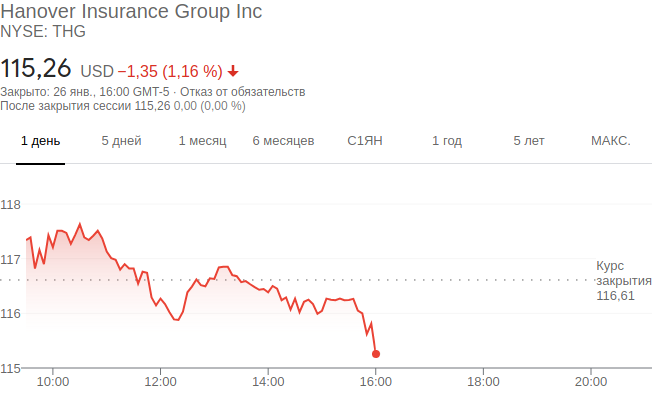 Hanover Insurance Group Inc
NYSE: THG
115,26 USD −1,35 (1,16 %)
Закрыто: 26 янв., 16:00 GMT-5 · Отказ от обязательств
После закрытия сессии 115,26 0,00 (0,00 %)
1 день 5 дней 1 месяц 6 месяцев С1ЯН 1 год 5 лет МАКС.
118
117
Курс
закрытия
116,61
116
115
10:00 12:00 14:00 16:00 18:00 20:00